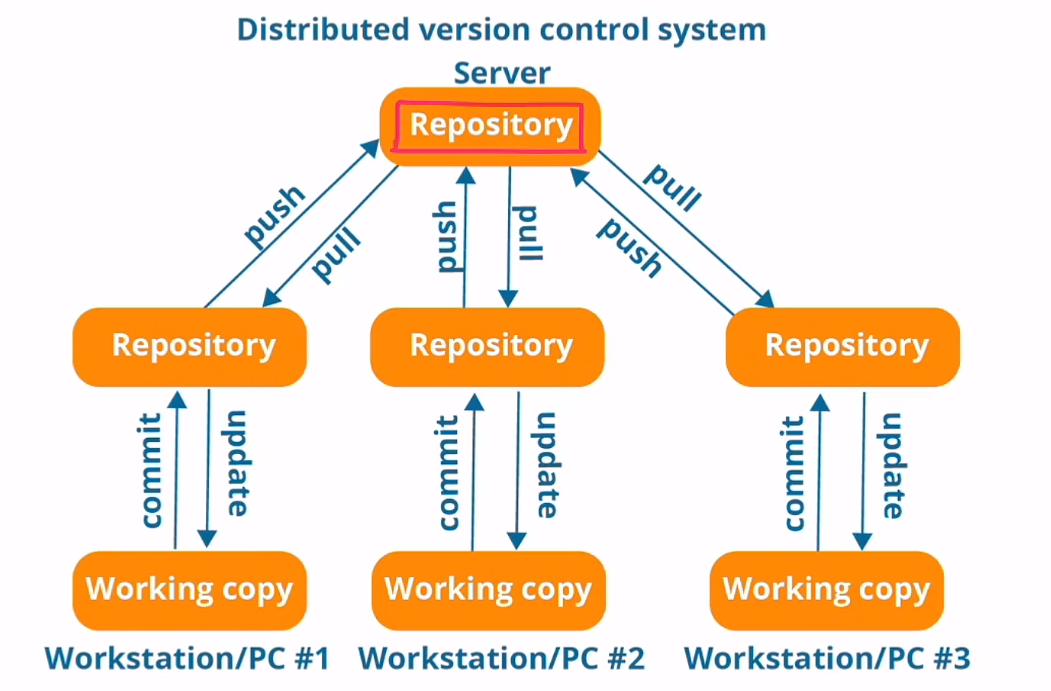 Distributed version control system
Server
Repository
push
pull
push
pull
push
pull
Repository
Repository
Repository
commit
update
commit
update
commit
update
Working copy
Working copy
Working copy
Workstation/PC #1
Workstation/PC #2
Workstation/PC #3